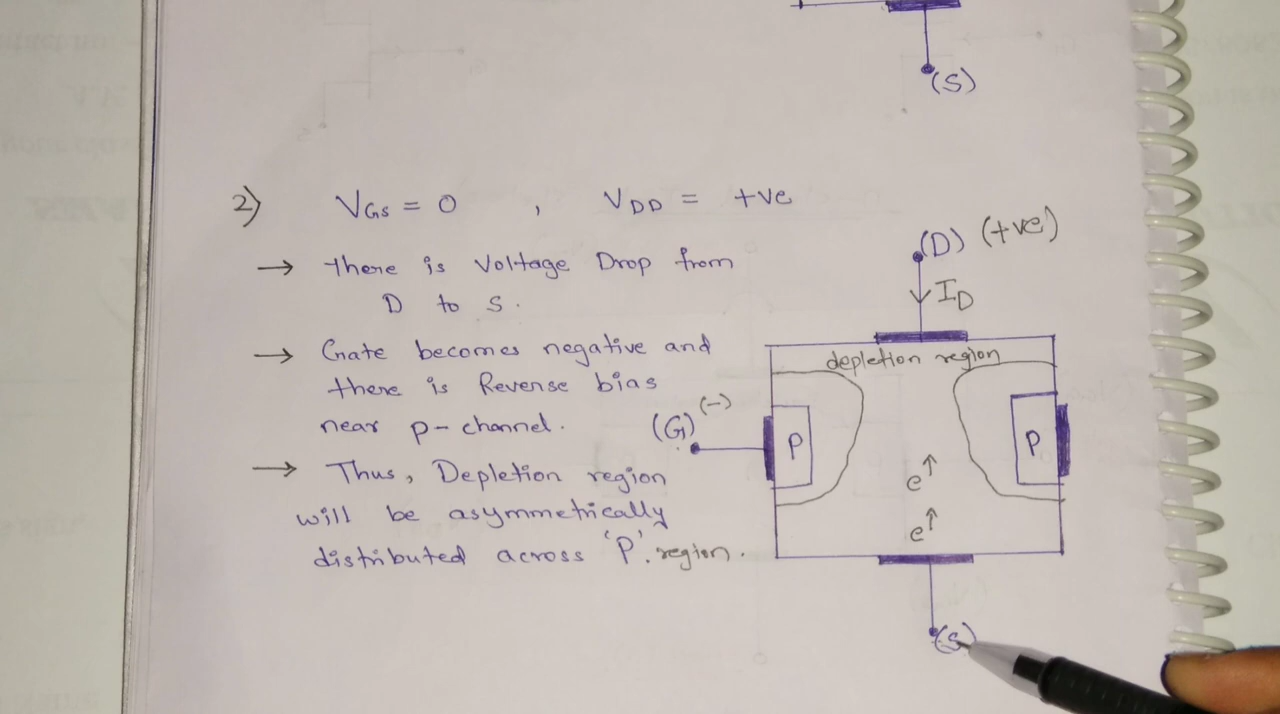 (S)
2) VGS = 0 , VDD = +ve
→ there is Voltage Drop from
D to S.
→ Gate becomes negative and
there is Reverse bias
near p-channel.
→ Thus, Depletion region
will be asymmetrically
distributed across 'P'. region.
(D) (+ve)
ID
depletion region
(G) (-)
P
P
e↑
e↑
(S)